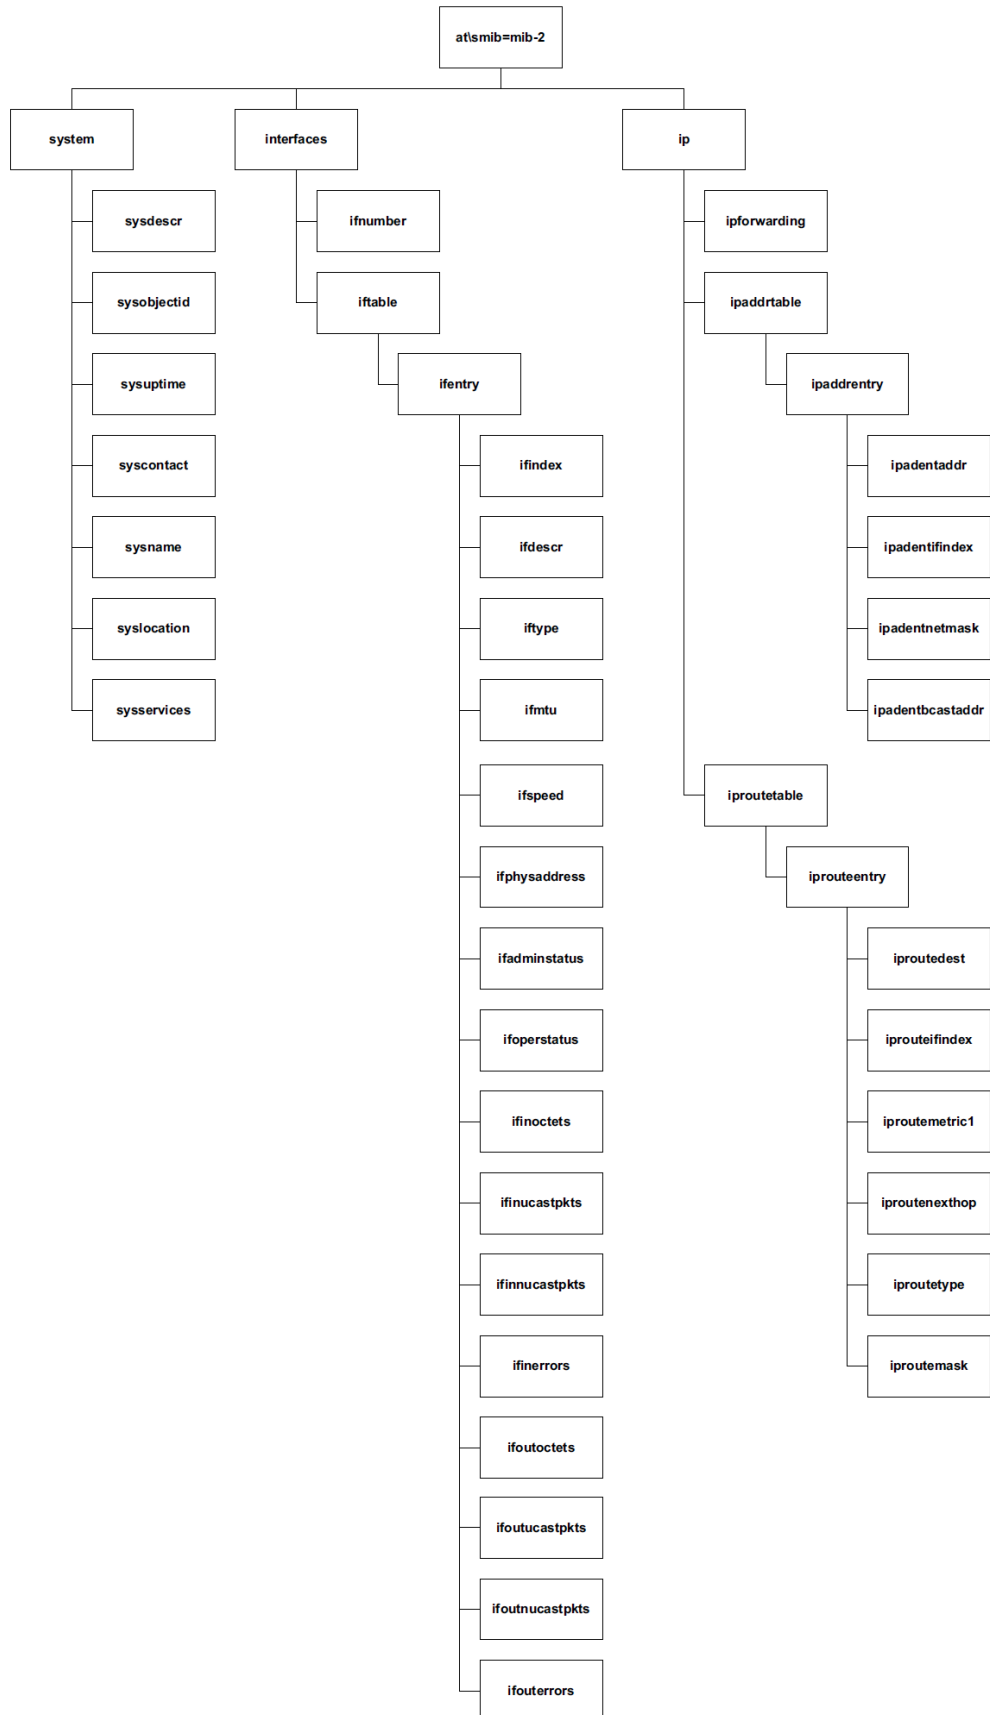 at\smib=mib-2
system
interfaces
ip
sysdescr
ifnumber
ipforwarding
sysobjectid
iftable
ipaddrtable
sysuptime
ifentry
ipaddrentry
syscontact
ifindex
ipadentaddr
sysname
ifdescr
ipadentifindex
syslocation
iftype
ipadentnetmask
sysservices
ifmtu
ipadentbcastaddr
ifspeed
iproutetable
ifphysaddress
iprouteentry
ifadminstatus
iproutedest
ifoperstatus
iprouteifindex
ifinoctets
iproutemetric1
ifinucastpkts
iproutenexthop
ifinnucastpkts
iproutetype
ifinerrors
iproutemask
ifoutoctets
ifoutucastpkts
ifoutnucastpkts
ifouterrors